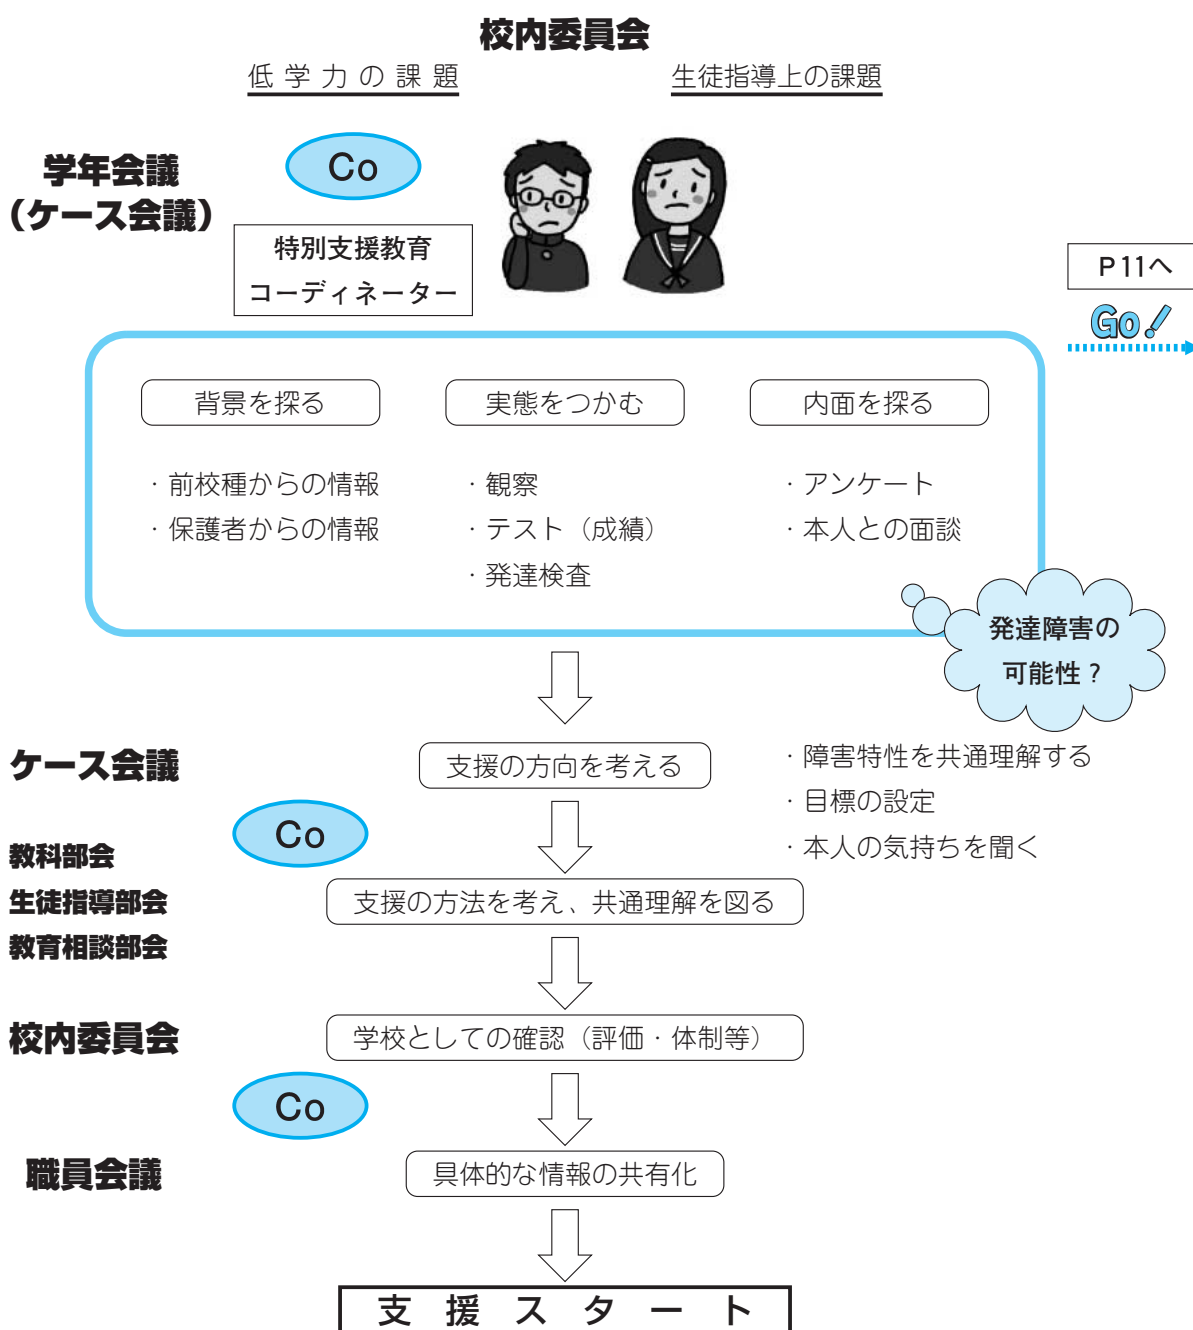 校内委員会
低学力の課題
生徒指導上の課題
学年会議
（ケース会議）
Co
特別支援教育
コーディネーター
P11へ
Go!
背景を探る
・前校種からの情報
・保護者からの情報
実態をつかむ
・観察
・テスト（成績）
・発達検査
内面を探る
・アンケート
・本人との面談
発達障害の
可能性？
ケース会議
支援の方向を考える
・障害特性を共通理解する
・目標の設定
・本人の気持ちを聞く
Co
教科部会
生徒指導部会
教育相談部会
支援の方法を考え、共通理解を図る
校内委員会
学校としての確認（評価・体制等）
Co
職員会議
具体的な情報の共有化
支援スタート